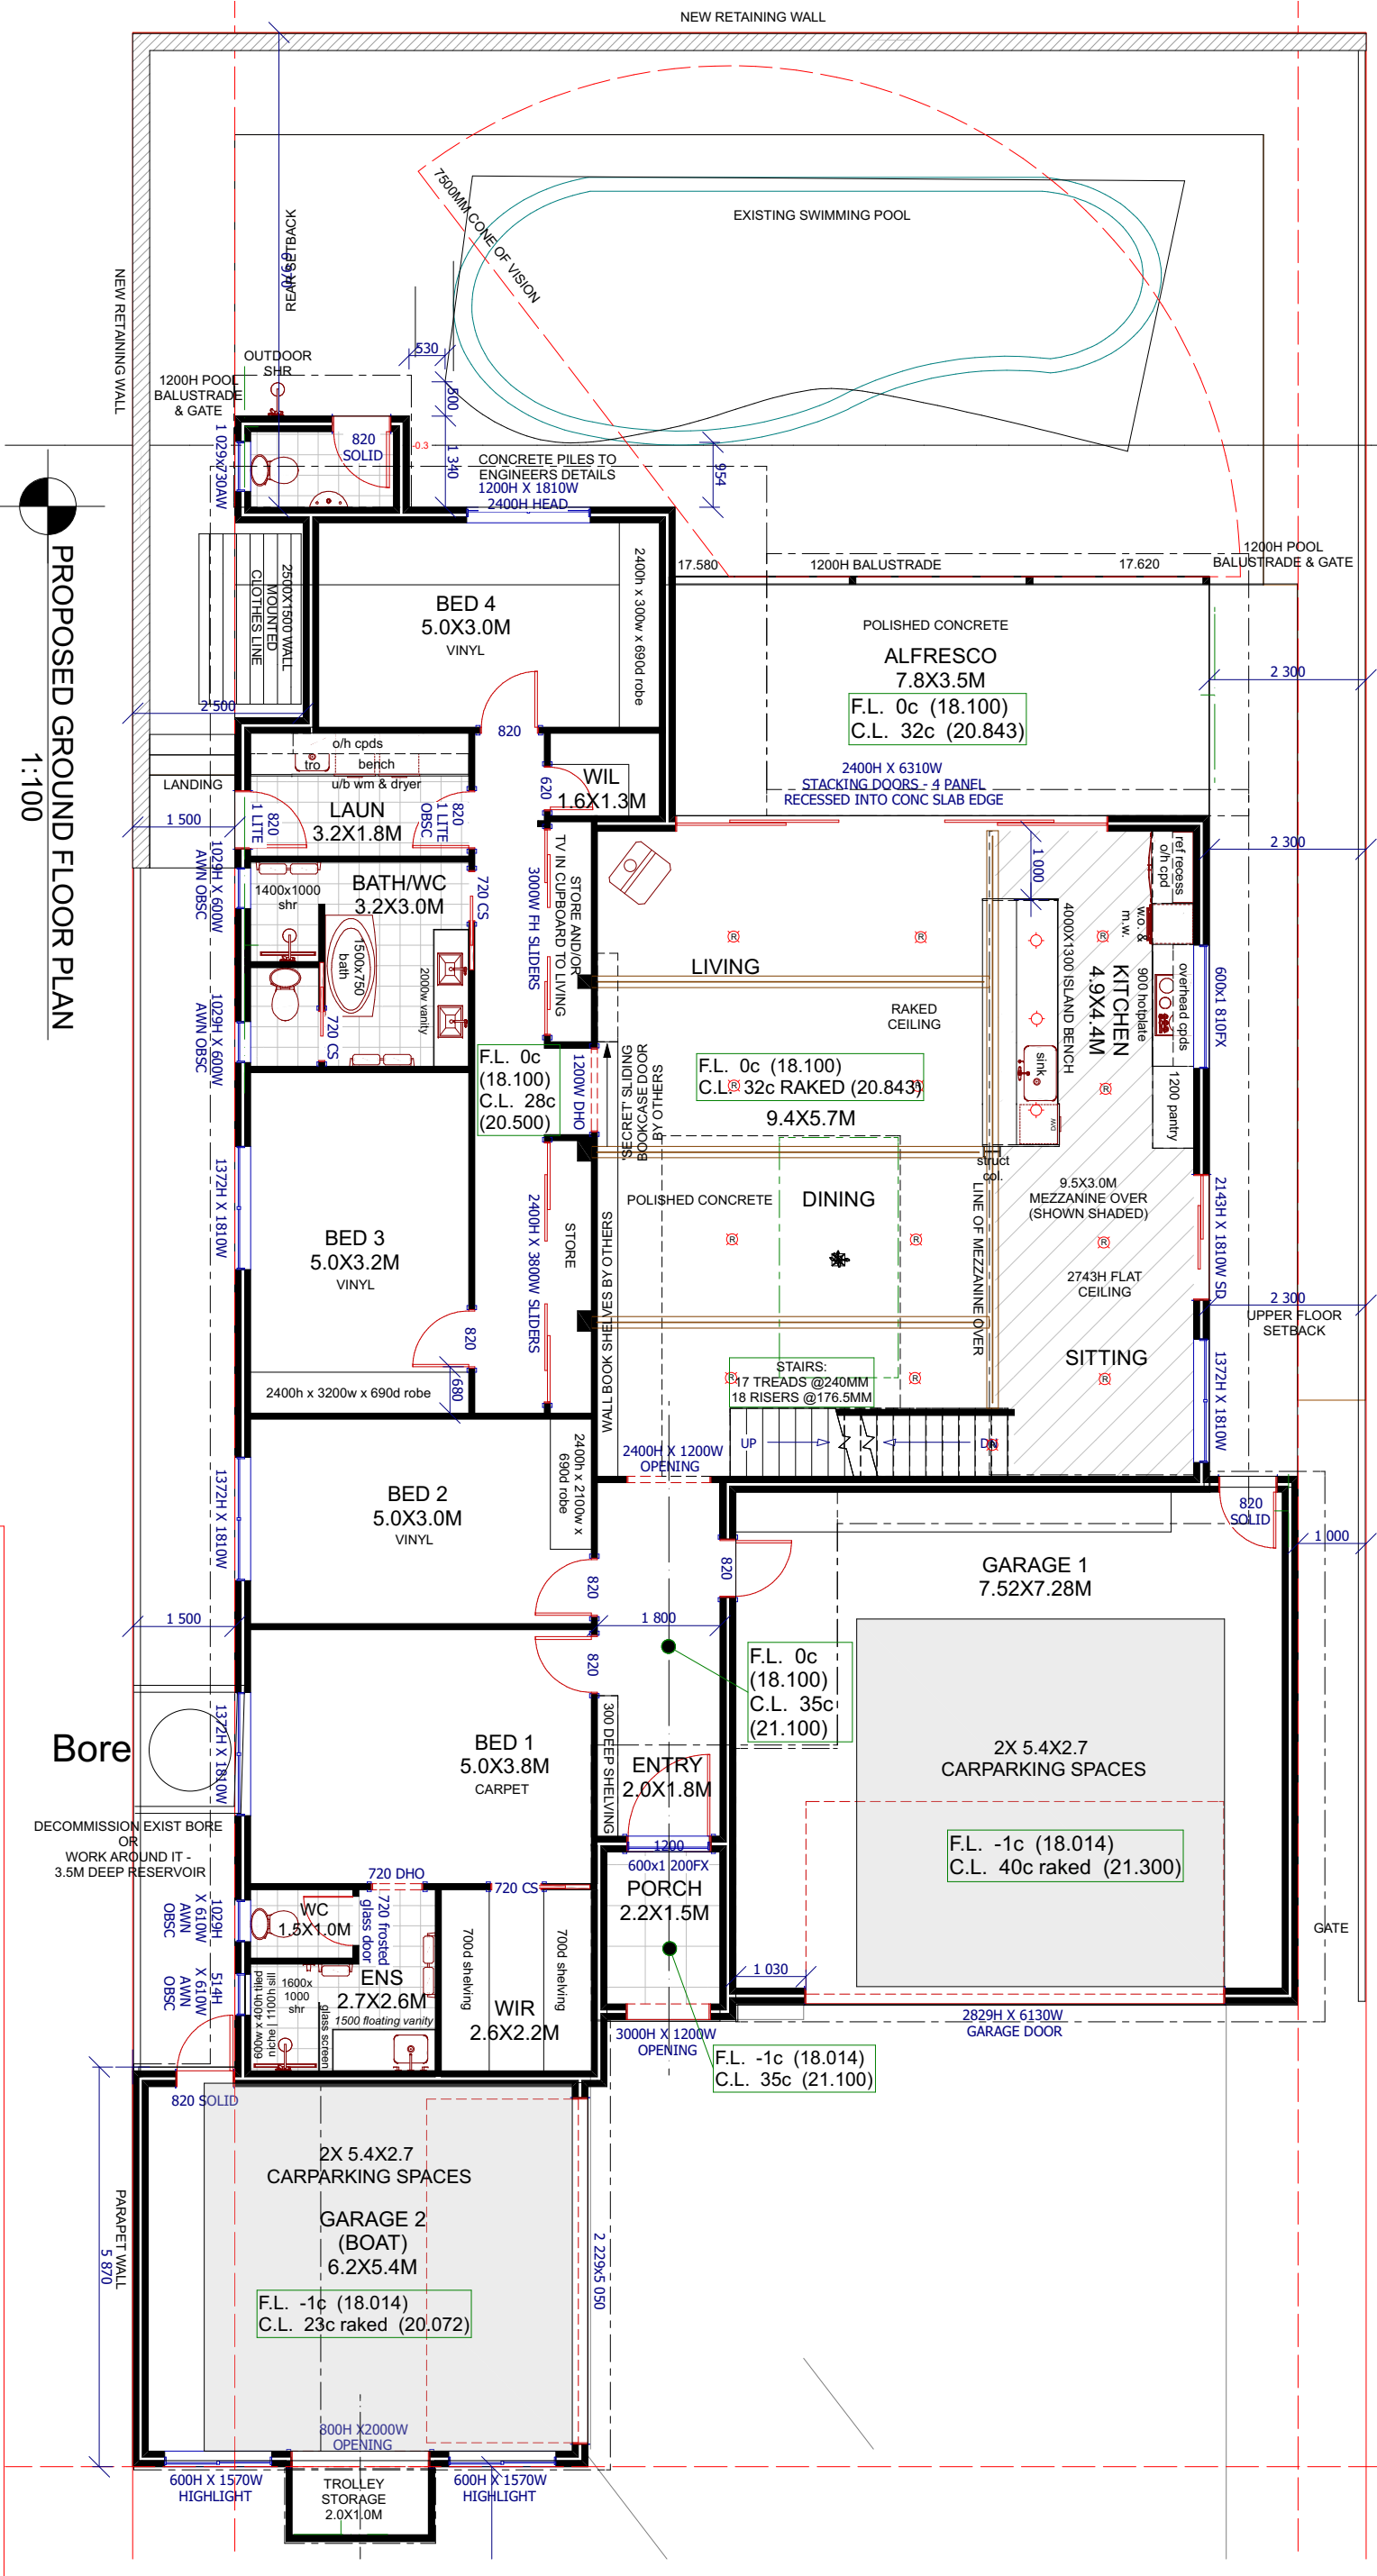 NEW RETAINING WALL
EXISTING SWIMMING POOL
7500MM CONE OF VISION
REAR SETBACK
6 970
NEW RETAINING WALL
OUTDOOR
SHR
530
500
1200H POOL
BALUSTRADE
& GATE
1 029x730AW
820
SOLID
-0.3
1 340
CONCRETE PILES TO
ENGINEERS DETAILS
1200H X 1810W
2400H HEAD
954
17.580
1200H BALUSTRADE
17.620
1200H POOL
BALUSTRADE & GATE
PROPOSED GROUND FLOOR PLAN
1:100
2500X1500 WALL
MOUNTED
CLOTHES LINE
BED 4
5.0X3.0M
VINYL
2400h x 300w x 690d robe
POLISHED CONCRETE
ALFRESCO
7.8X3.5M
F.L. 0c (18.100)
C.L. 32c (20.843)
2 300
2 500
820
2400H X 6310W
STACKING DOORS - 4 PANEL
RECESSED INTO CONC SLAB EDGE
LANDING
o/h cpds
tro
bench
u/b wm & dryer
LAUN
3.2X1.8M
820
1 LITE
820
1 LITE
OBSC
620
WIL
1.6X1.3M
1 500
2 300
1029H X 600W
AWN OBSC
1400x1000
shr
BATH/WC
3.2X3.0M
1500x750
bath
2000w vanity
720 CS
720 CS
3000W FH SLIDERS
STORE AND/OR
TV IN CUPBOARD TO LIVING
1029H X 600W
AWN OBSC
LIVING
RAKED
CEILING
1 000
4000X1300 ISLAND BENCH
sink
DW
KITCHEN
4.9X4.4M
ref recess
o/h cpd
w.o. &
m.w.
900 hotplate
overhead cpds
1200 pantry
600x1 810FX
F.L. 0c
(18.100)
C.L. 28c
(20.500)
1200W DHO
'SECRET' SLIDING
BOOKCASE DOOR
BY OTHERS
F.L. 0c (18.100)
C.L. 32c RAKED (20.843)
9.4X5.7M
R
R
R
R
R
R
R
R
R
R
R
R
struct
col.
POLISHED CONCRETE
DINING
9.5X3.0M
MEZZANINE OVER
(SHOWN SHADED)
2143H X 1810W SD
1372H X 1810W
BED 3
5.0X3.2M
VINYL
2400H X 3800W SLIDERS
STORE
WALL BOOK SHELVES BY OTHERS
LINE OF MEZZANINE OVER
2743H FLAT
CEILING
2 300
UPPER FLOOR
SETBACK
820
680
2400h x 3200w x 690d robe
STAIRS:
17 TREADS @240MM
18 RISERS @176.5MM
SITTING
1372H X 1810W
UP
DN
2400H X 1200W
OPENING
1372H X 1810W
BED 2
5.0X3.0M
VINYL
2400h x 2100w x
690d robe
820
820
820
SOLID
1 000
GARAGE 1
7.52X7.28M
1 500
1 800
820
F.L. 0c
(18.100)
C.L. 35c
(21.100)
1372H X 1810W
Bore
BED 1
5.0X3.8M
CARPET
300 DEEP SHELVING
ENTRY
2.0X1.8M
2X 5.4X2.7
CARPARKING SPACES
DECOMMISSION EXIST BORE
OR
WORK AROUND IT -
3.5M DEEP RESERVOIR
F.L. -1c (18.014)
C.L. 40c raked (21.300)
1200
600x1 200FX
PORCH
2.2X1.5M
720 DHO
720 CS
1029H
X 610W
AWN
OBSC
WC
1.5X1.0M
720 frosted
glass door
700d shelving
700d shelving
GATE
514H
X 610W
AWN
OBSC
600w x 400h tiled
niche | 1100h sill
1600x
1000
shr
glass screen
ENS
2.7X2.6M
1500 floating vanity
WIR
2.6X2.2M
1 030
3000H X 1200W
OPENING
2829H X 6130W
GARAGE DOOR
F.L. -1c (18.014)
C.L. 35c (21.100)
820 SOLID
2X 5.4X2.7
CARPARKING SPACES
GARAGE 2
(BOAT)
6.2X5.4M
F.L. -1c (18.014)
C.L. 23c raked (20.072)
PARAPET WALL
5 870
2 229x5 050
800H X2000W
OPENING
600H X 1570W
HIGHLIGHT
TROLLEY
STORAGE
2.0X1.0M
600H X 1570W
HIGHLIGHT